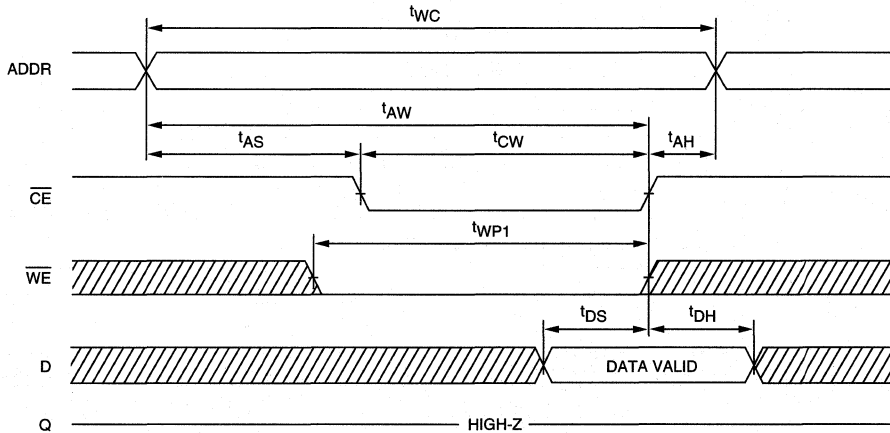 tWC
ADDR
tAW
tAS tCW tAH
CE
tWP1
WE
tDS tDH
D DATA VALID
Q HIGH-Z